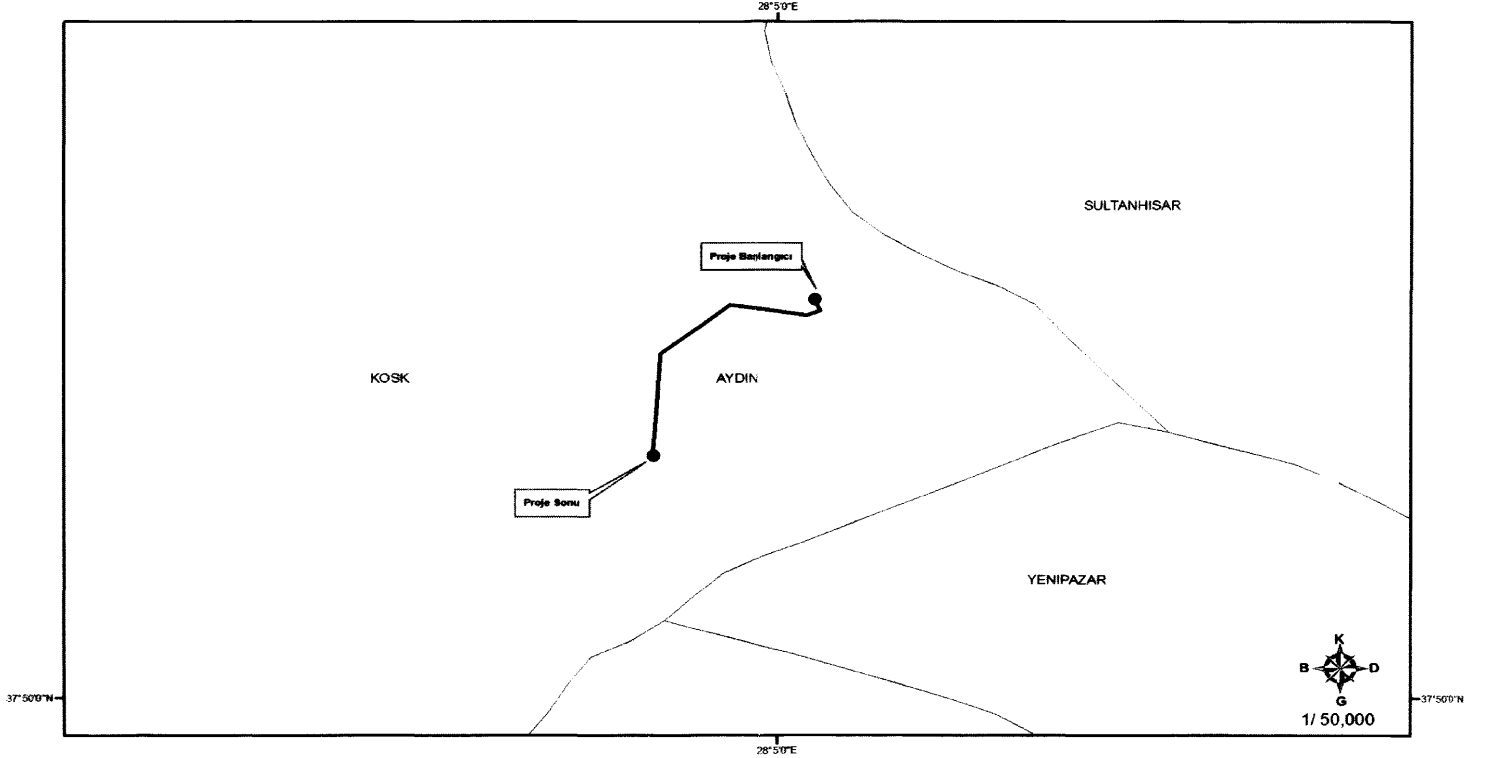 28°5'0"E
SULTANHISAR
Proje Başlangıcı
KOSK
AYDIN
Proje Sonu
YENIPAZAR
K
B
D
G
37°50'0"N
37°50'0"N
1/ 50,000
28°5'0"E